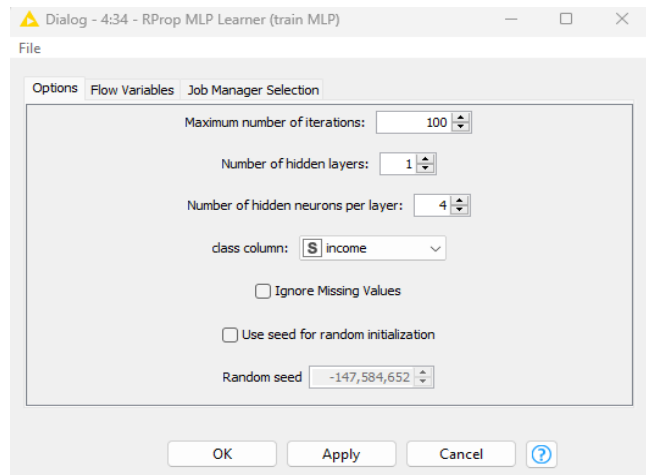 Dialog - 4:34 - RProp MLP Learner (train MLP)
File
Options Flow Variables Job Manager Selection
Maximum number of iterations: 100
Number of hidden layers: 1
Number of hidden neurons per layer: 4
class column: S income
Ignore Missing Values
Use seed for random initialization
Random seed -147,584,652
OK Apply Cancel ?